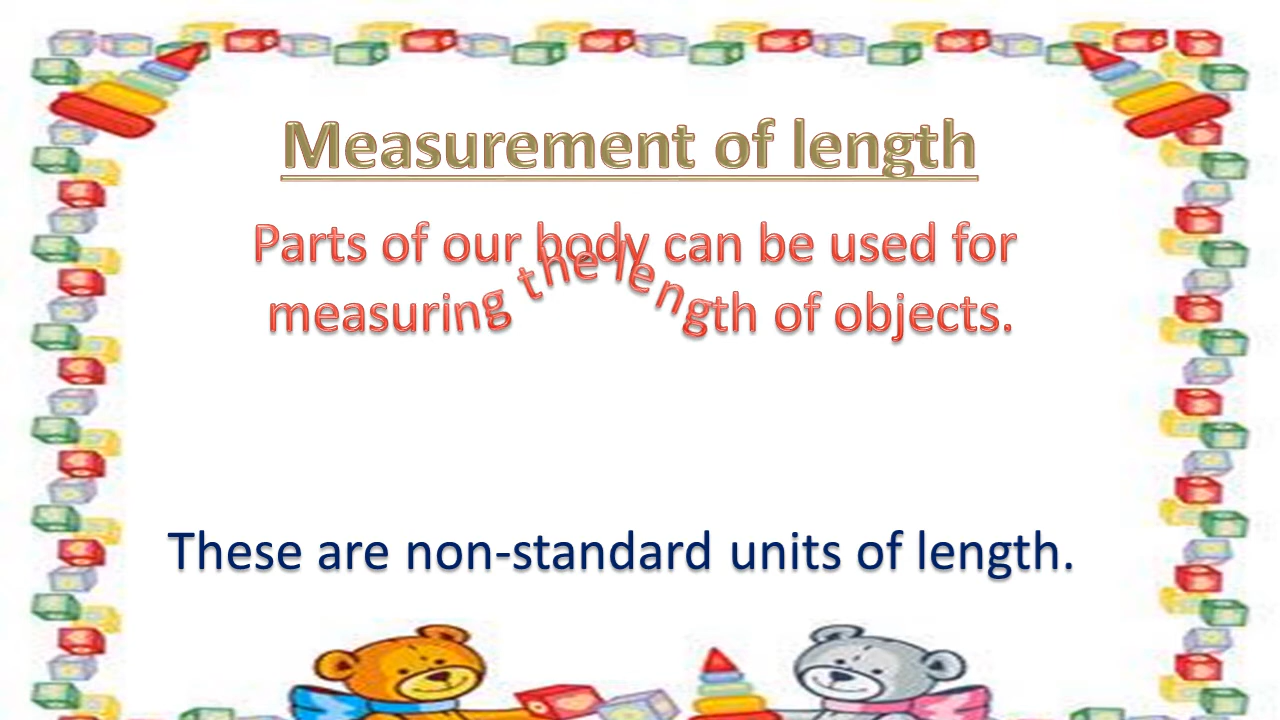 Measurement of length
Parts of our body can be used for
measuring the length of objects.
These are non-standard units of length.